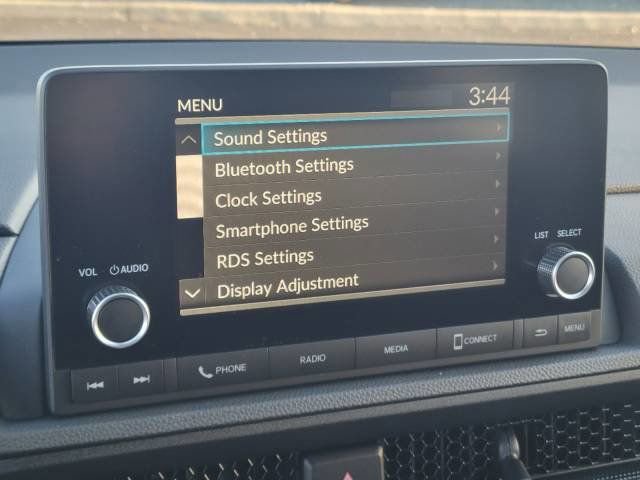 MENU 3:44
Sound Settings
Bluetooth Settings
Clock Settings
Smartphone Settings
RDS Settings
Display Adjustment
VOL AUDIO
LIST SELECT
PHONE RADIO MEDIA CONNECT MENU